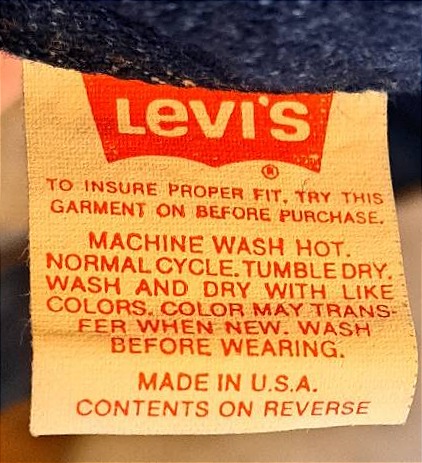 LEVI'S
®
TO INSURE PROPER FIT, TRY THIS
GARMENT ON BEFORE PURCHASE.
MACHINE WASH HOT.
NORMAL CYCLE. TUMBLE DRY.
WASH AND DRY WITH LIKE
COLORS. COLOR MAY TRANS-
FER WHEN NEW. WASH
BEFORE WEARING.
MADE IN U.S.A.
CONTENTS ON REVERSE